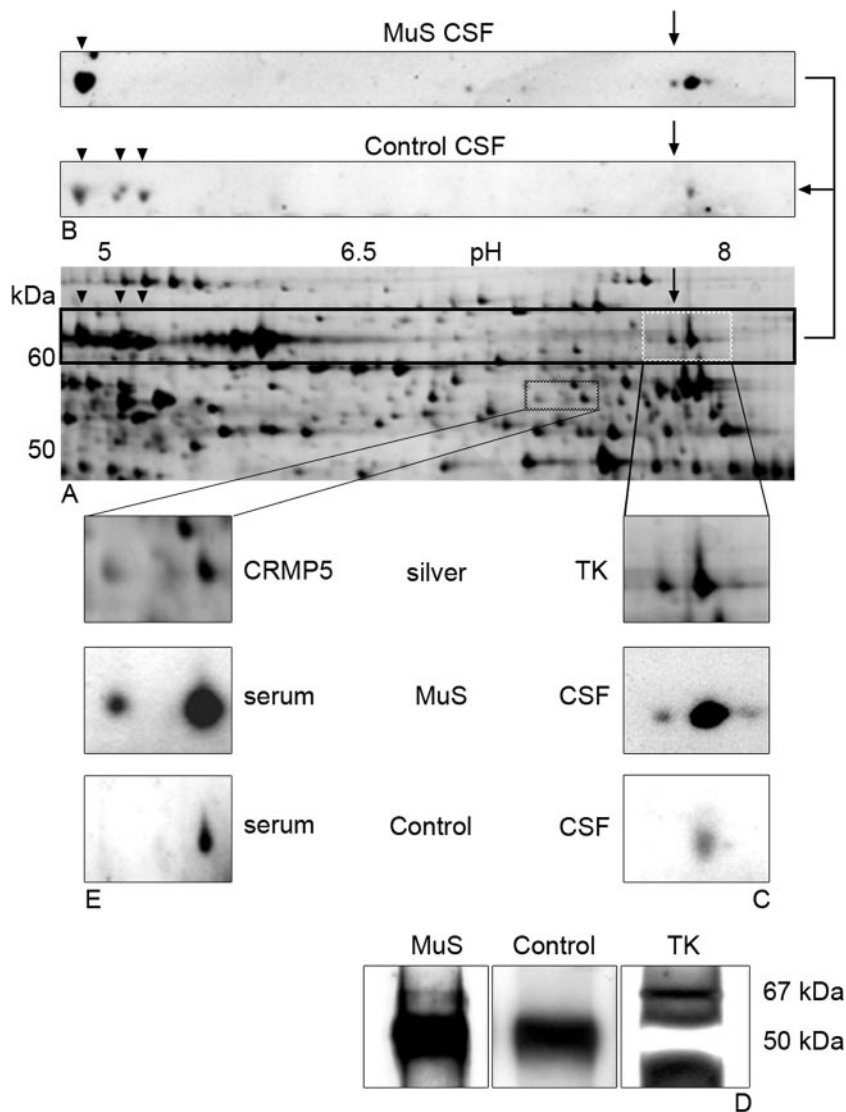 MuS CSF
Control CSF
B
5 6.5 pH 8
kDa
60
50
A
CRMP5 silver TK
serum MuS CSF
serum Control CSF
E C
MuS Control TK
67 kDa
50 kDa
D